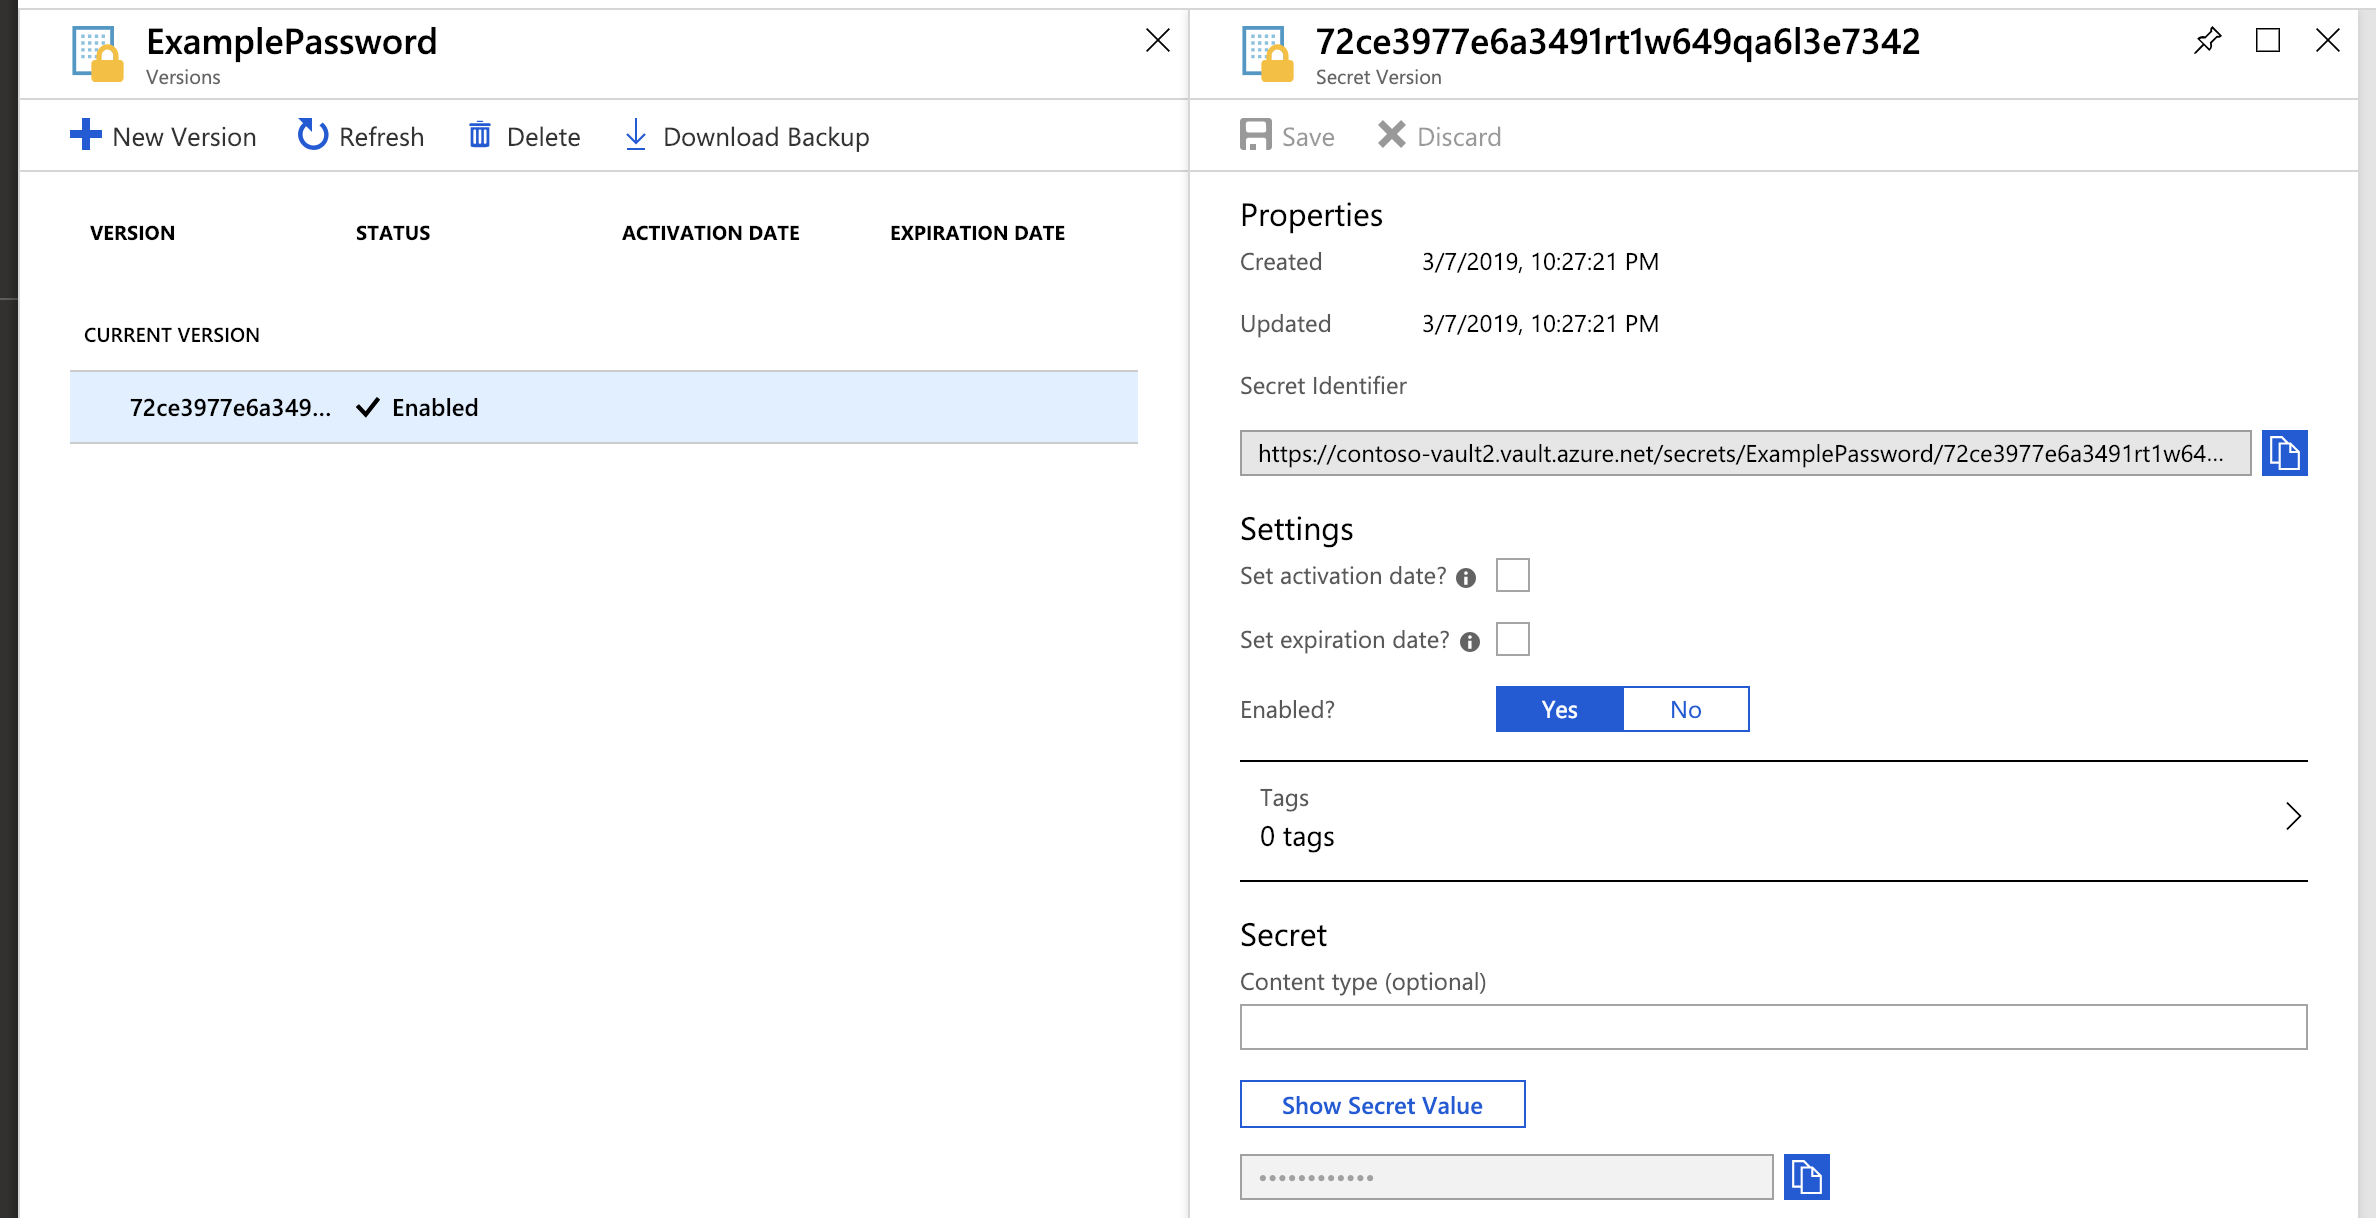 ExamplePassword
Versions
New Version Refresh Delete Download Backup
VERSION STATUS ACTIVATION DATE EXPIRATION DATE
CURRENT VERSION
72ce3977e6a349... Enabled
72ce3977e6a3491rt1w649qa6l3e7342
Secret Version
Save Discard
Properties
Created 3/7/2019, 10:27:21 PM
Updated 3/7/2019, 10:27:21 PM
Secret Identifier
https://contoso-vault2.vault.azure.net/secrets/ExamplePassword/72ce3977e6a3491rt1w64...
Settings
Set activation date?
Set expiration date?
Enabled? Yes No
Tags
0 tags
Secret
Content type (optional)
Show Secret Value
••••••••••••